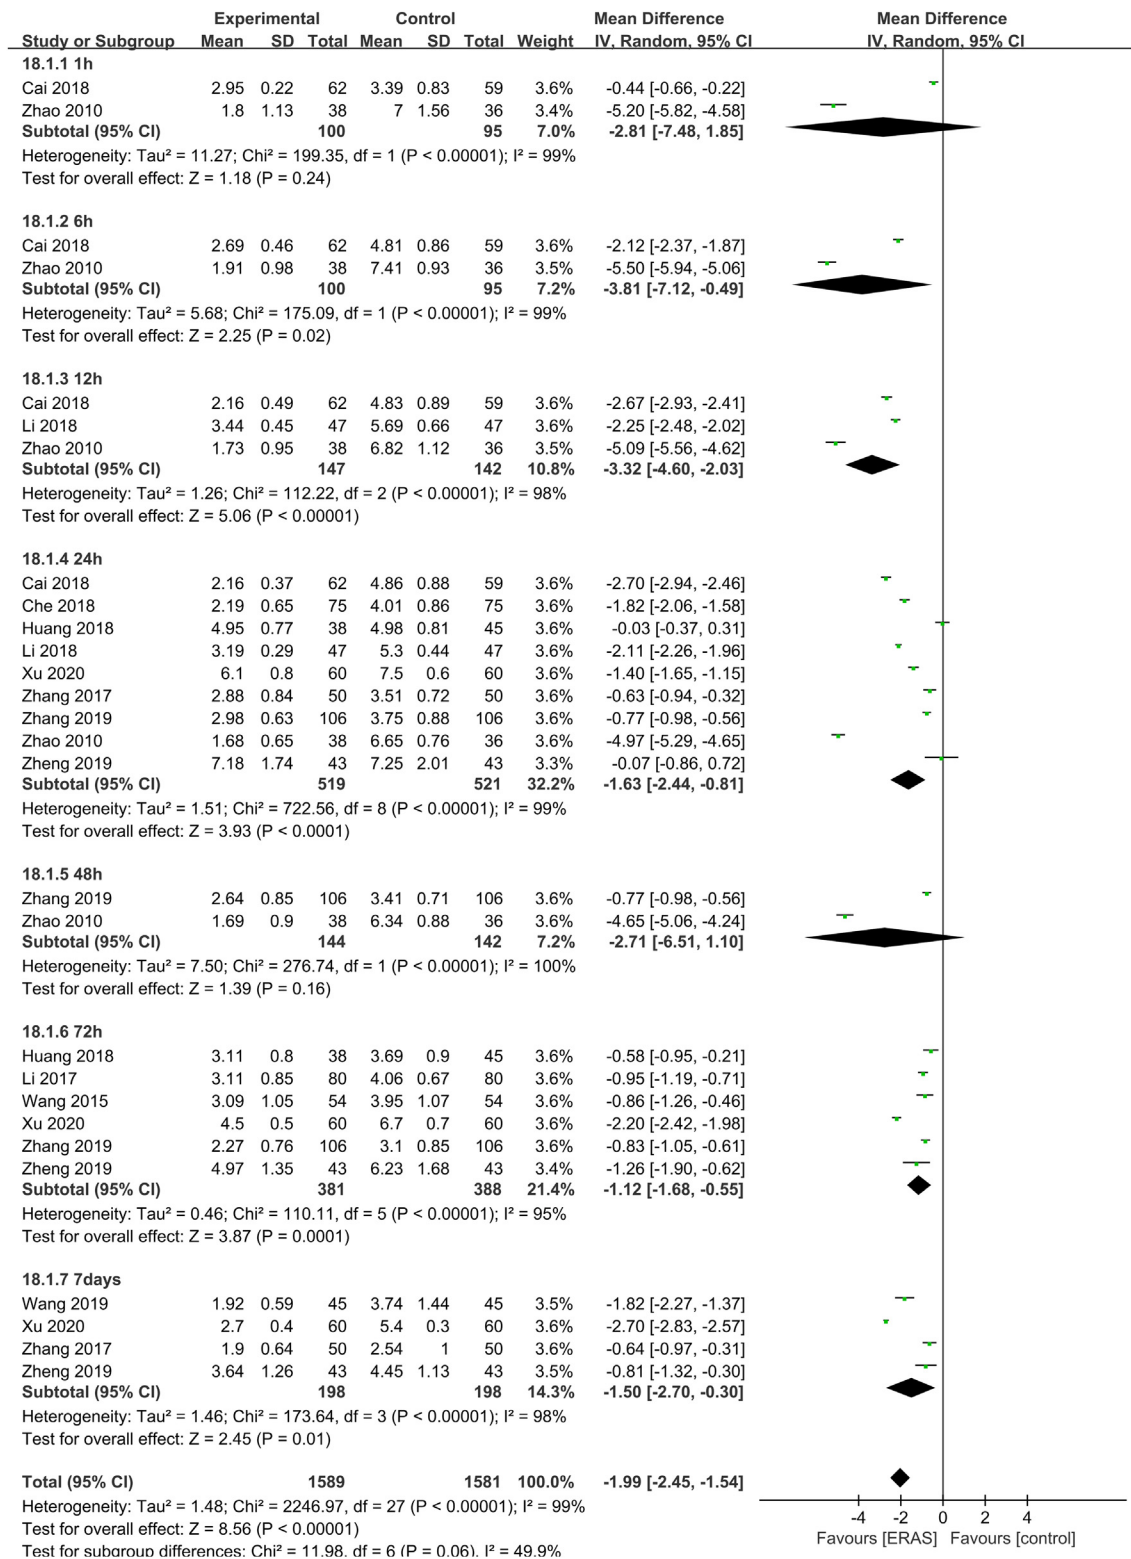 Experimental Control Mean Difference Mean Difference
Study or Subgroup Mean SD Total Mean SD Total Weight IV, Random, 95% CI IV, Random, 95% CI
18.1.1 1h
Cai 2018 2.95 0.22 62 3.39 0.83 59 3.6% -0.44 [-0.66, -0.22]
Zhao 2010 1.8 1.13 38 7 1.56 36 3.4% -5.20 [-5.82, -4.58]
Subtotal (95% CI) 100 95 7.0% -2.81 [-7.48, 1.85]
Heterogeneity: Tau² = 11.27; Chi² = 199.35, df = 1 (P < 0.00001); I² = 99%
Test for overall effect: Z = 1.18 (P = 0.24)
18.1.2 6h
Cai 2018 2.69 0.46 62 4.81 0.86 59 3.6% -2.12 [-2.37, -1.87]
Zhao 2010 1.91 0.98 38 7.41 0.93 36 3.5% -5.50 [-5.94, -5.06]
Subtotal (95% CI) 100 95 7.2% -3.81 [-7.12, -0.49]
Heterogeneity: Tau² = 5.68; Chi² = 175.09, df = 1 (P < 0.00001); I² = 99%
Test for overall effect: Z = 2.25 (P = 0.02)
18.1.3 12h
Cai 2018 2.16 0.49 62 4.83 0.89 59 3.6% -2.67 [-2.93, -2.41]
Li 2018 3.44 0.45 47 5.69 0.66 47 3.6% -2.25 [-2.48, -2.02]
Zhao 2010 1.73 0.95 38 6.82 1.12 36 3.5% -5.09 [-5.56, -4.62]
Subtotal (95% CI) 147 142 10.8% -3.32 [-4.60, -2.03]
Heterogeneity: Tau² = 1.26; Chi² = 112.22, df = 2 (P < 0.00001); I² = 98%
Test for overall effect: Z = 5.06 (P < 0.00001)
18.1.4 24h
Cai 2018 2.16 0.37 62 4.86 0.88 59 3.6% -2.70 [-2.94, -2.46]
Che 2018 2.19 0.65 75 4.01 0.86 75 3.6% -1.82 [-2.06, -1.58]
Huang 2018 4.95 0.77 38 4.98 0.81 45 3.6% -0.03 [-0.37, 0.31]
Li 2018 3.19 0.29 47 5.3 0.44 47 3.6% -2.11 [-2.26, -1.96]
Xu 2020 6.1 0.8 60 7.5 0.6 60 3.6% -1.40 [-1.65, -1.15]
Zhang 2017 2.88 0.84 50 3.51 0.72 50 3.6% -0.63 [-0.94, -0.32]
Zhang 2019 2.98 0.63 106 3.75 0.88 106 3.6% -0.77 [-0.98, -0.56]
Zhao 2010 1.68 0.65 38 6.65 0.76 36 3.6% -4.97 [-5.29, -4.65]
Zheng 2019 7.18 1.74 43 7.25 2.01 43 3.3% -0.07 [-0.86, 0.72]
Subtotal (95% CI) 519 521 32.2% -1.63 [-2.44, -0.81]
Heterogeneity: Tau² = 1.51; Chi² = 722.56, df = 8 (P < 0.00001); I² = 99%
Test for overall effect: Z = 3.93 (P < 0.0001)
18.1.5 48h
Zhang 2019 2.64 0.85 106 3.41 0.71 106 3.6% -0.77 [-0.98, -0.56]
Zhao 2010 1.69 0.9 38 6.34 0.88 36 3.6% -4.65 [-5.06, -4.24]
Subtotal (95% CI) 144 142 7.2% -2.71 [-6.51, 1.10]
Heterogeneity: Tau² = 7.50; Chi² = 276.74, df = 1 (P < 0.00001); I² = 100%
Test for overall effect: Z = 1.39 (P = 0.16)
18.1.6 72h
Huang 2018 3.11 0.8 38 3.69 0.9 45 3.6% -0.58 [-0.95, -0.21]
Li 2017 3.11 0.85 80 4.06 0.67 80 3.6% -0.95 [-1.19, -0.71]
Wang 2015 3.09 1.05 54 3.95 1.07 54 3.6% -0.86 [-1.26, -0.46]
Xu 2020 4.5 0.5 60 6.7 0.7 60 3.6% -2.20 [-2.42, -1.98]
Zhang 2019 2.27 0.76 106 3.1 0.85 106 3.6% -0.83 [-1.05, -0.61]
Zheng 2019 4.97 1.35 43 6.23 1.68 43 3.4% -1.26 [-1.90, -0.62]
Subtotal (95% CI) 381 388 21.4% -1.12 [-1.68, -0.55]
Heterogeneity: Tau² = 0.46; Chi² = 110.11, df = 5 (P < 0.00001); I² = 95%
Test for overall effect: Z = 3.87 (P = 0.0001)
18.1.7 7days
Wang 2019 1.92 0.59 45 3.74 1.44 45 3.5% -1.82 [-2.27, -1.37]
Xu 2020 2.7 0.4 60 5.4 0.3 60 3.6% -2.70 [-2.83, -2.57]
Zhang 2017 1.9 0.64 50 2.54 1 50 3.6% -0.64 [-0.97, -0.31]
Zheng 2019 3.64 1.26 43 4.45 1.13 43 3.5% -0.81 [-1.32, -0.30]
Subtotal (95% CI) 198 198 14.3% -1.50 [-2.70, -0.30]
Heterogeneity: Tau² = 1.46; Chi² = 173.64, df = 3 (P < 0.00001); I² = 98%
Test for overall effect: Z = 2.45 (P = 0.01)
Total (95% CI) 1589 1581 100.0% -1.99 [-2.45, -1.54]
Heterogeneity: Tau² = 1.48; Chi² = 2246.97, df = 27 (P < 0.00001); I² = 99%
-4 -2 0 2 4
Test for overall effect: Z = 8.56 (P < 0.00001)
Favours [ERAS] Favours [control]
Test for subgroup differences: Chi² = 11.98, df = 6 (P = 0.06), I² = 49.9%